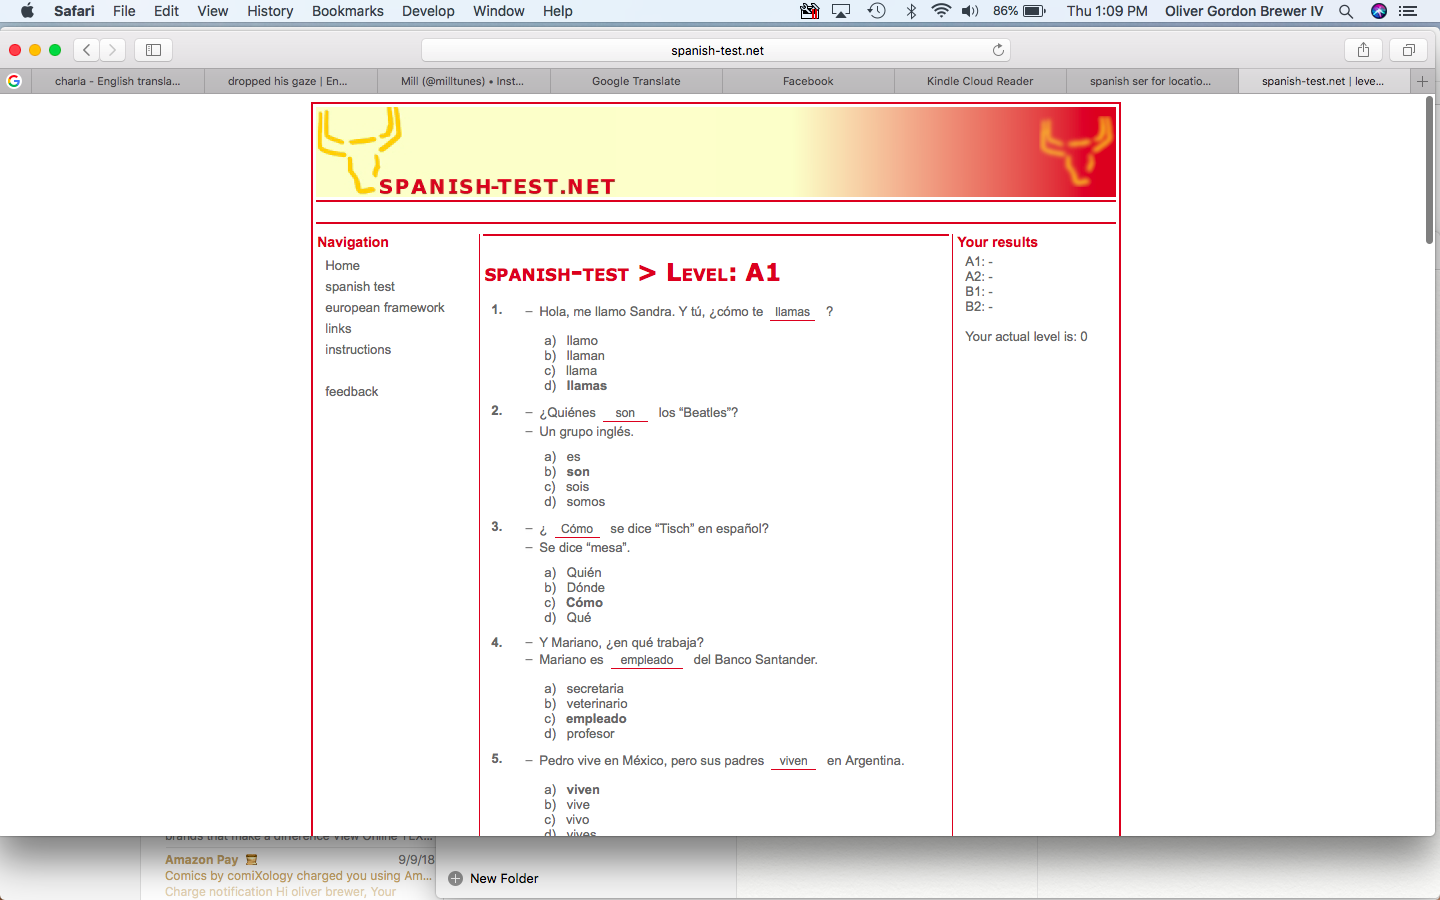 Safari File Edit View History Bookmarks Develop Window Help 86% Thu 1:09 PM Oliver Gordon Brewer IV
spanish-test.net
charla - English transla... dropped his gaze | En... Mill (@milltunes) • Inst... Google Translate Facebook Kindle Cloud Reader spanish ser for locatio... spanish-test.net | leve...
SPANISH-TEST.NET
Navigation
Home
spanish test
european framework
links
instructions
feedback
SPANISH-TEST > LEVEL: A1
1. – Hola, me llamo Sandra. Y tú, ¿cómo te llamas ?
a) llamo
b) llaman
c) llama
d) llamas
2. – ¿Quiénes son los “Beatles”?
– Un grupo inglés.
a) es
b) son
c) sois
d) somos
3. – ¿ Cómo se dice “Tisch” en español?
– Se dice “mesa”.
a) Quién
b) Dónde
c) Cómo
d) Qué
4. – Y Mariano, ¿en qué trabaja?
– Mariano es empleado del Banco Santander.
a) secretaria
b) veterinario
c) empleado
d) profesor
5. – Pedro vive en México, pero sus padres viven en Argentina.
a) viven
b) vive
c) vivo
d) vives
Your results
A1: -
A2: -
B1: -
B2: -
Your actual level is: 0
brands that make a difference View Online TEX...
Amazon Pay 9/9/18
Comics by comiXology charged you using Am...
Charge notification Hi oliver brewer, Your
New Folder